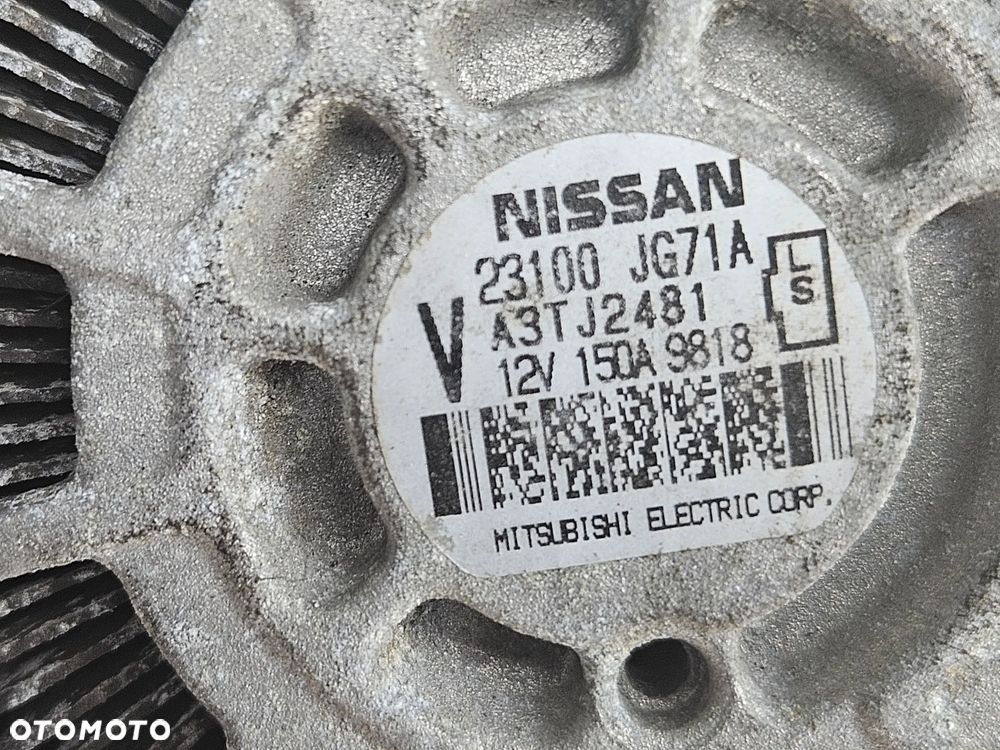 NISSAN
23100 JG71A
V
A3TJ2481
L
S
12V 150A 9818
MITSUBISHI ELECTRIC CORP.
OTOMOTO